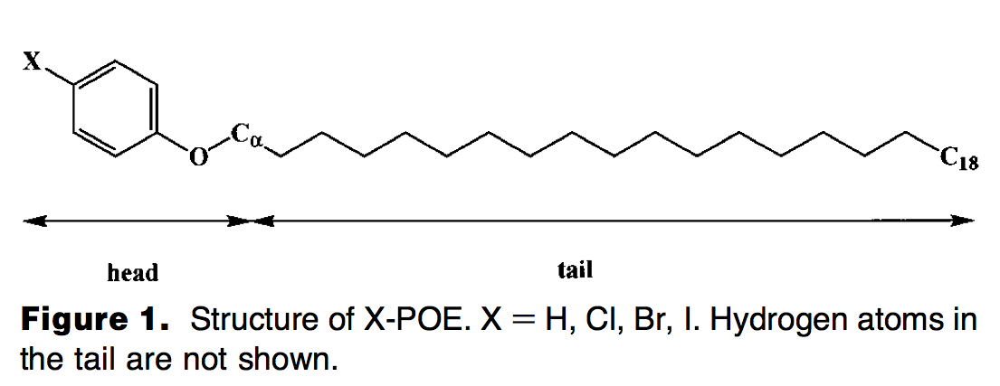 X
O
Cα
C18
head
tail
Figure 1. Structure of X-POE. X = H, Cl, Br, I. Hydrogen atoms in
the tail are not shown.